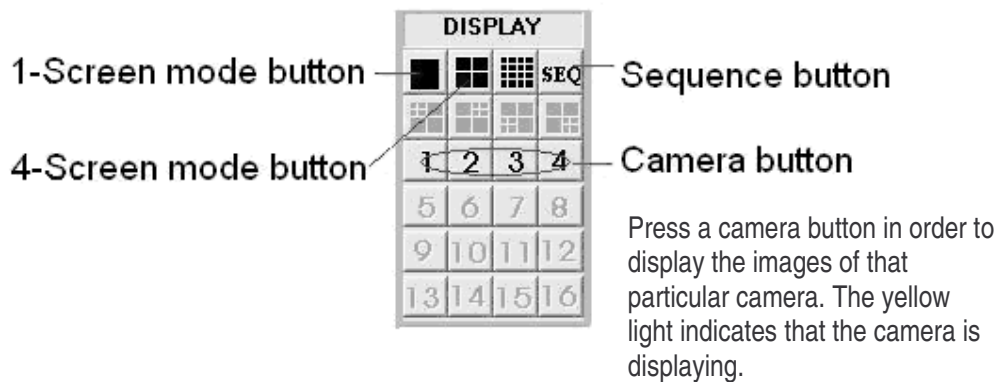 DISPLAY
1-Screen mode button
SEQ
Sequence button
4-Screen mode button
1 2 3 4
Camera button
5 6 7 8
9 10 11 12
13 14 15 16
Press a camera button in order to
display the images of that
particular camera. The yellow
light indicates that the camera is
displaying.